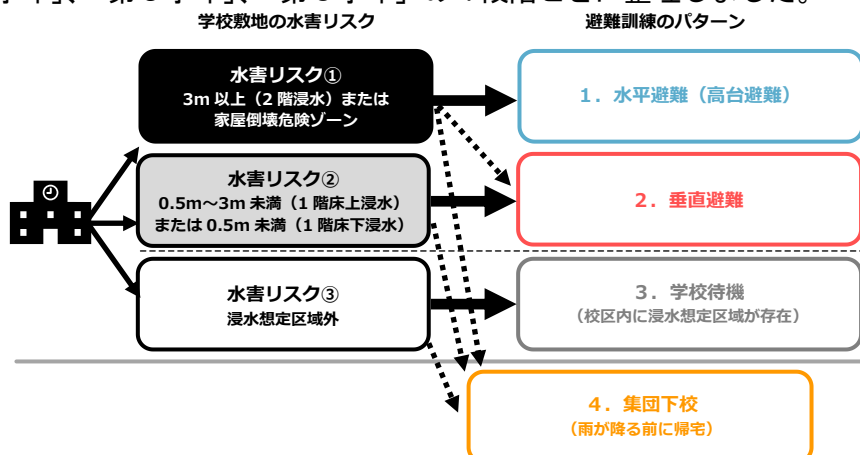 学校敷地の水害リスク
避難訓練のパターン
水害リスク①
3m 以上（2 階浸水）または
家屋倒壊危険ゾーン
1．水平避難（高台避難）
水害リスク②
0.5m～3m 未満（1 階床上浸水）
または 0.5m 未満（1 階床下浸水）
2．垂直避難
水害リスク③
浸水想定区域外
3．学校待機
（校区内に浸水想定区域が存在）
4．集団下校
（雨が降る前に帰宅）